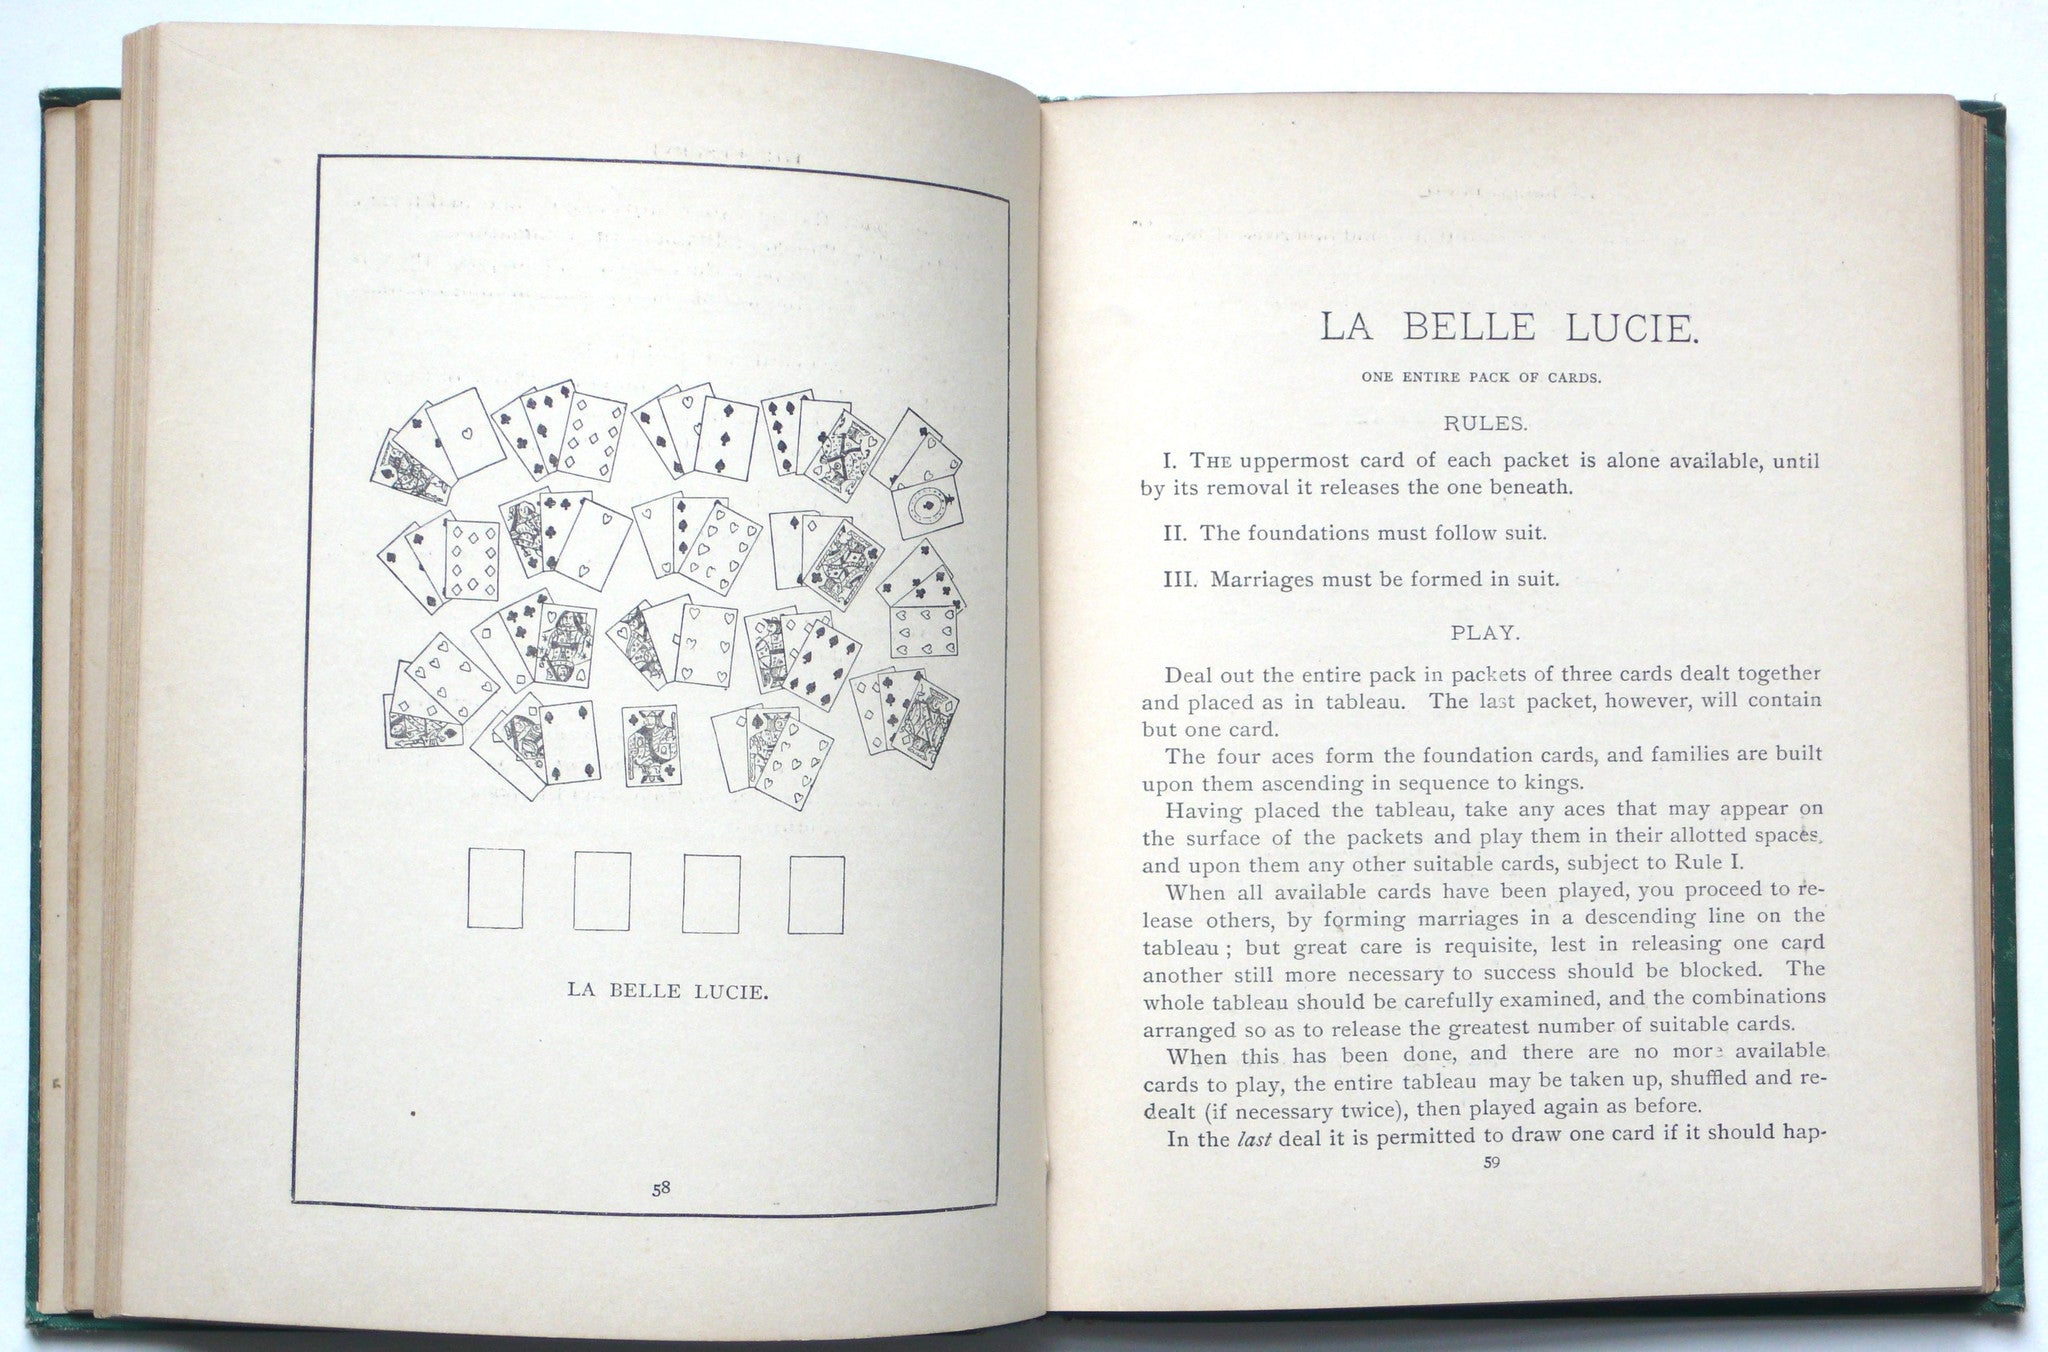 LA BELLE LUCIE.
58
LA BELLE LUCIE.
ONE ENTIRE PACK OF CARDS.
RULES.
I. THE uppermost card of each packet is alone available, until
by its removal it releases the one beneath.
II. The foundations must follow suit.
III. Marriages must be formed in suit.
PLAY.
Deal out the entire pack in packets of three cards dealt together
and placed as in tableau. The last packet, however, will contain
but one card.
The four aces form the foundation cards, and families are built
upon them ascending in sequence to kings.
Having placed the tableau, take any aces that may appear on
the surface of the packets and play them in their allotted spaces,
and upon them any other suitable cards, subject to Rule I.
When all available cards have been played, you proceed to re-
lease others, by forming marriages in a descending line on the
tableau; but great care is requisite, lest in releasing one card
another still more necessary to success should be blocked. The
whole tableau should be carefully examined, and the combinations
arranged so as to release the greatest number of suitable cards.
When this has been done, and there are no more available
cards to play, the entire tableau may be taken up, shuffled and re-
dealt (if necessary twice), then played again as before.
In the last deal it is permitted to draw one card if it should hap-
59